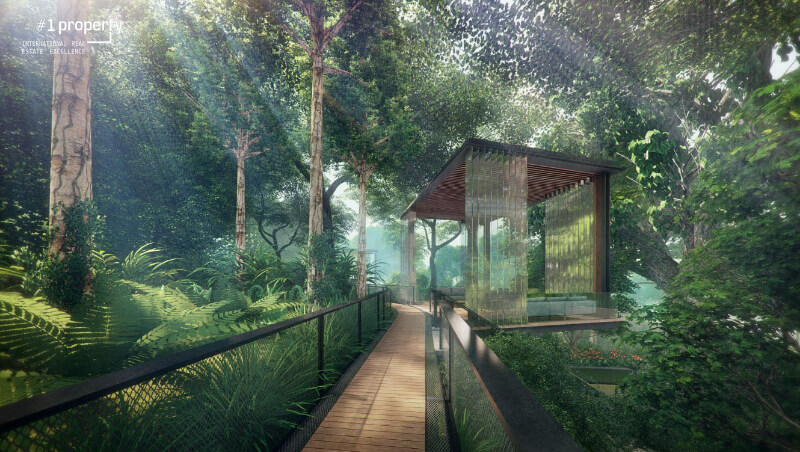 #1 property
INTERNATIONAL REAL
ESTATE EXCELLENCE